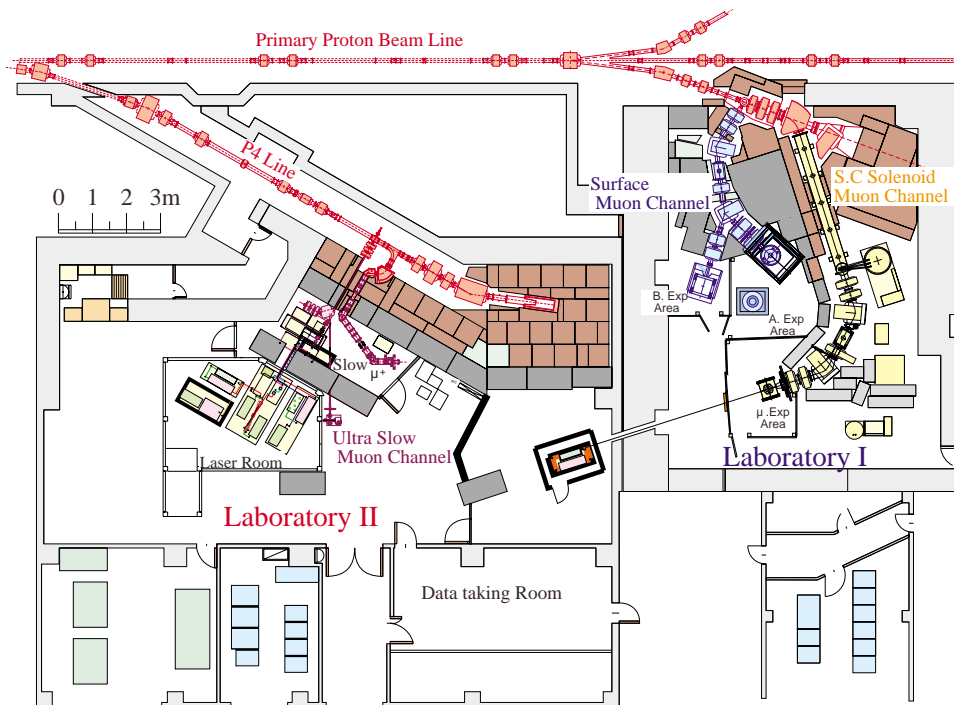 Primary Proton Beam Line
P4 Line
0 1 2 3m
Surface
Muon Channel
S.C Solenoid
Muon Channel
B. Exp
Area
A. Exp
Area
Slow
μ+
μ .Exp
Area
Ultra Slow
Muon Channel
Laser Room
Laboratory I
Laboratory II
Data taking Room